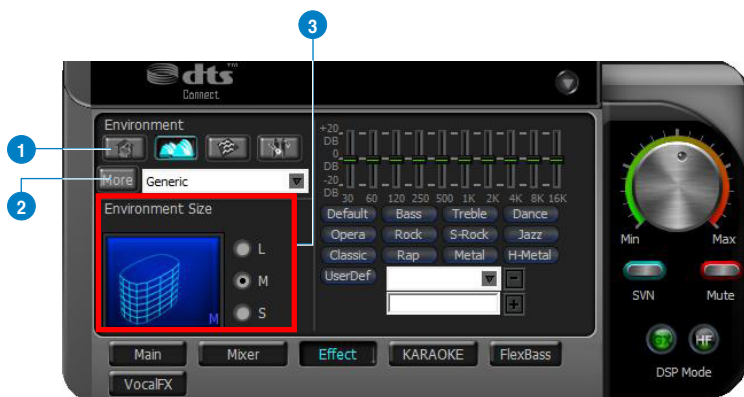 3
dts™
Connect
Environment
1
More Generic
2
Environment Size
L
M
S
M
+20
DB
0
DB
-20
DB
30 60 120 250 500 1K 2K 4K 8K 16K
Default Bass Treble Dance
Opera Rock S-Rock Jazz
Classic Rap Metal H-Metal
UserDef
Min Max
SVN Mute
HF
DSP Mode
Main Mixer Effect KARAOKE FlexBass
VocalFX